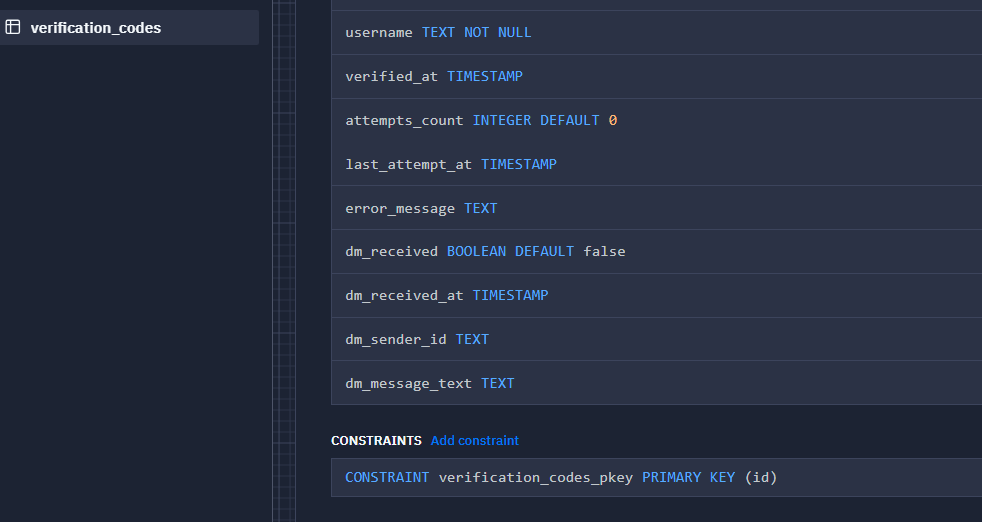 verification_codes
username TEXT NOT NULL
verified_at TIMESTAMP
attempts_count INTEGER DEFAULT 0
last_attempt_at TIMESTAMP
error_message TEXT
dm_received BOOLEAN DEFAULT false
dm_received_at TIMESTAMP
dm_sender_id TEXT
dm_message_text TEXT
CONSTRAINTS Add constraint
CONSTRAINT verification_codes_pkey PRIMARY KEY (id)